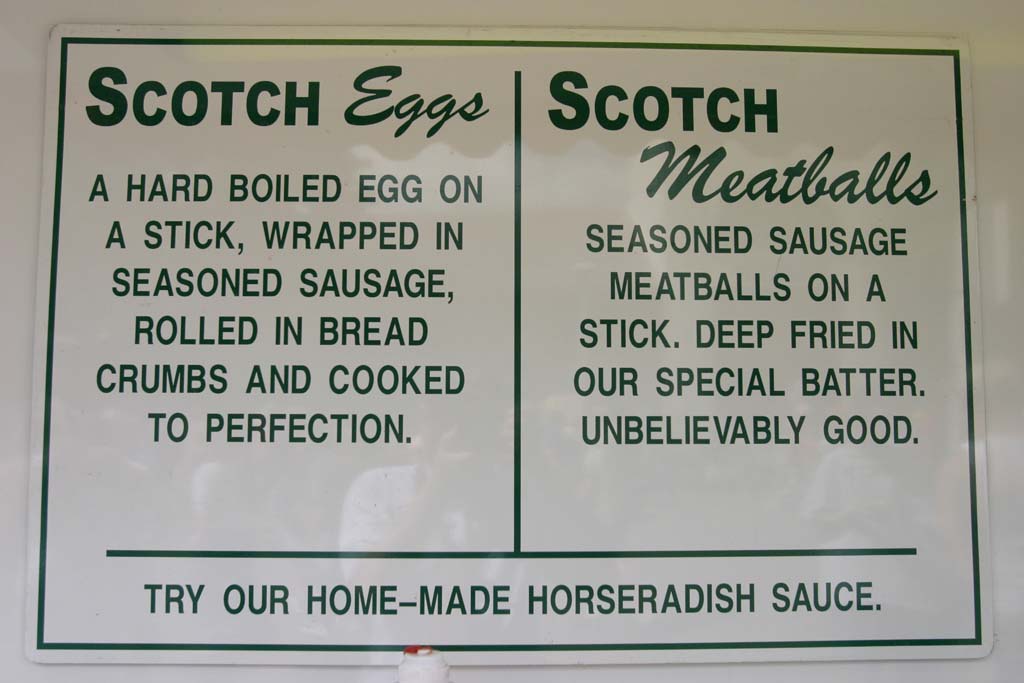 SCOTCH Eggs
A HARD BOILED EGG ON
A STICK, WRAPPED IN
SEASONED SAUSAGE,
ROLLED IN BREAD
CRUMBS AND COOKED
TO PERFECTION.
SCOTCH
Meatballs
SEASONED SAUSAGE
MEATBALLS ON A
STICK. DEEP FRIED IN
OUR SPECIAL BATTER.
UNBELIEVABLY GOOD.
TRY OUR HOME–MADE HORSERADISH SAUCE.